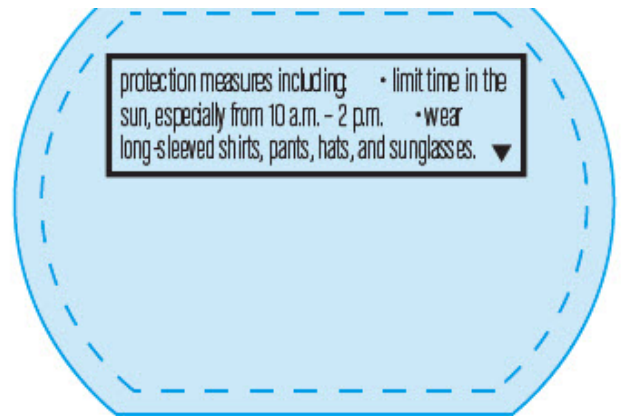 protection measures including: • limit time in the
sun, especially from 10 a.m. – 2 p.m. • wear
long-sleeved shirts, pants, hats, and sunglasses. ▼